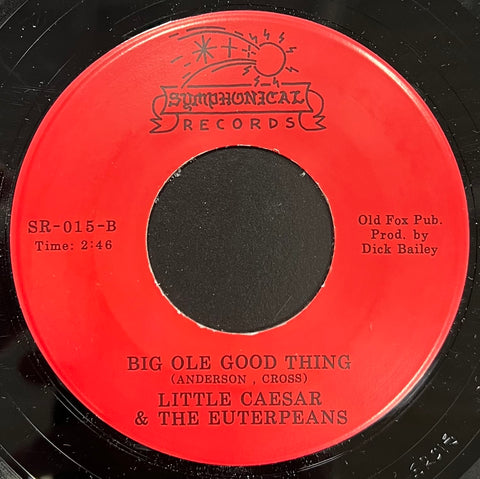 SYMPHONICAL
RECORDS
SR-015-B
Time: 2:46
Old Fox Pub.
Prod. by
Dick Bailey
BIG OLE GOOD THING
(ANDERSON , CROSS)
LITTLE CAESAR
& THE EUTERPEANS